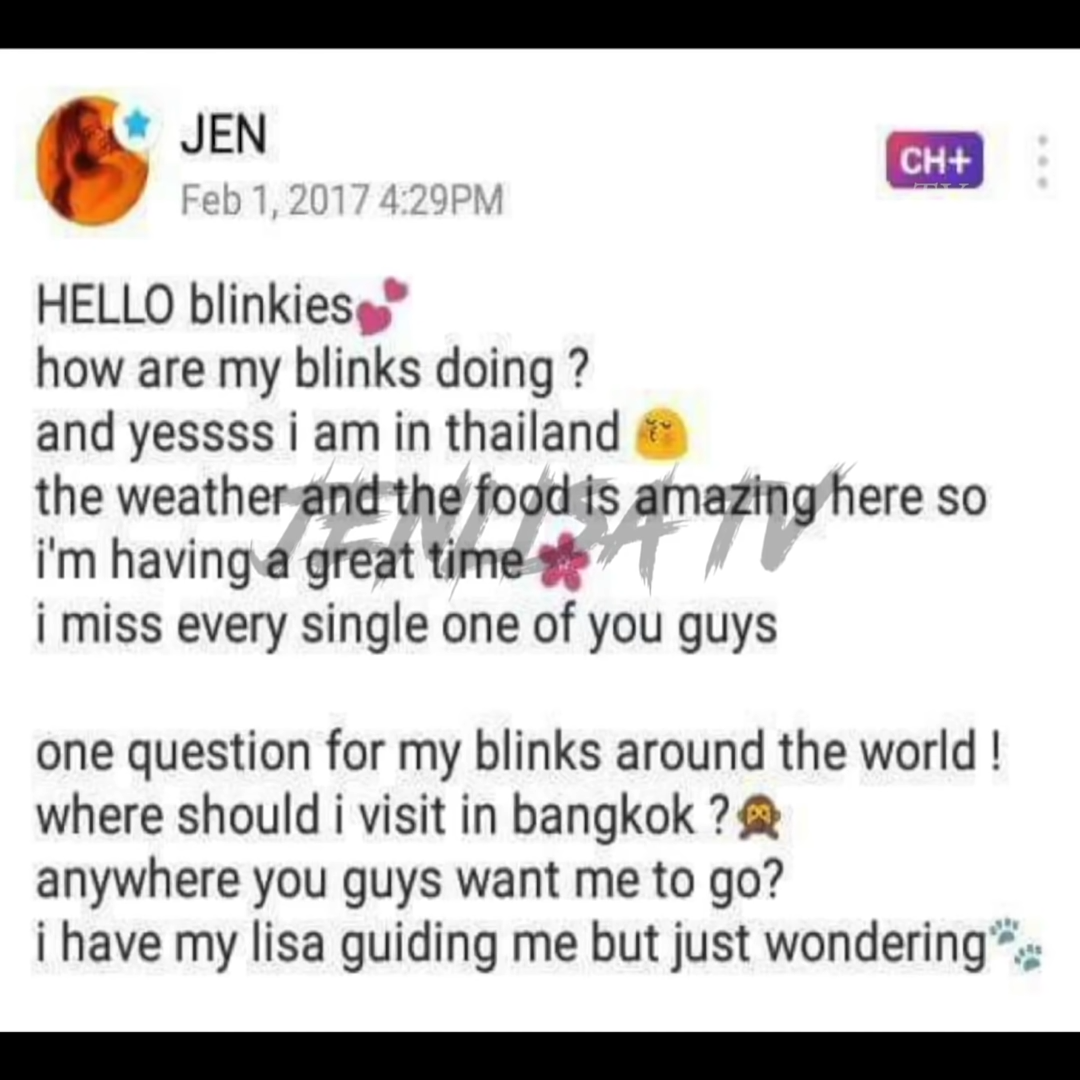 JEN
Feb 1, 2017 4:29PM
CH+
TV
HELLO blinkies💕
how are my blinks doing ?
and yessss i am in thailand 😚
the weather and the food is amazing here so
i'm having a great time 🌸
i miss every single one of you guys
JENLISA TV
one question for my blinks around the world !
where should i visit in bangkok ?🙊
anywhere you guys want me to go?
i have my lisa guiding me but just wondering🐾